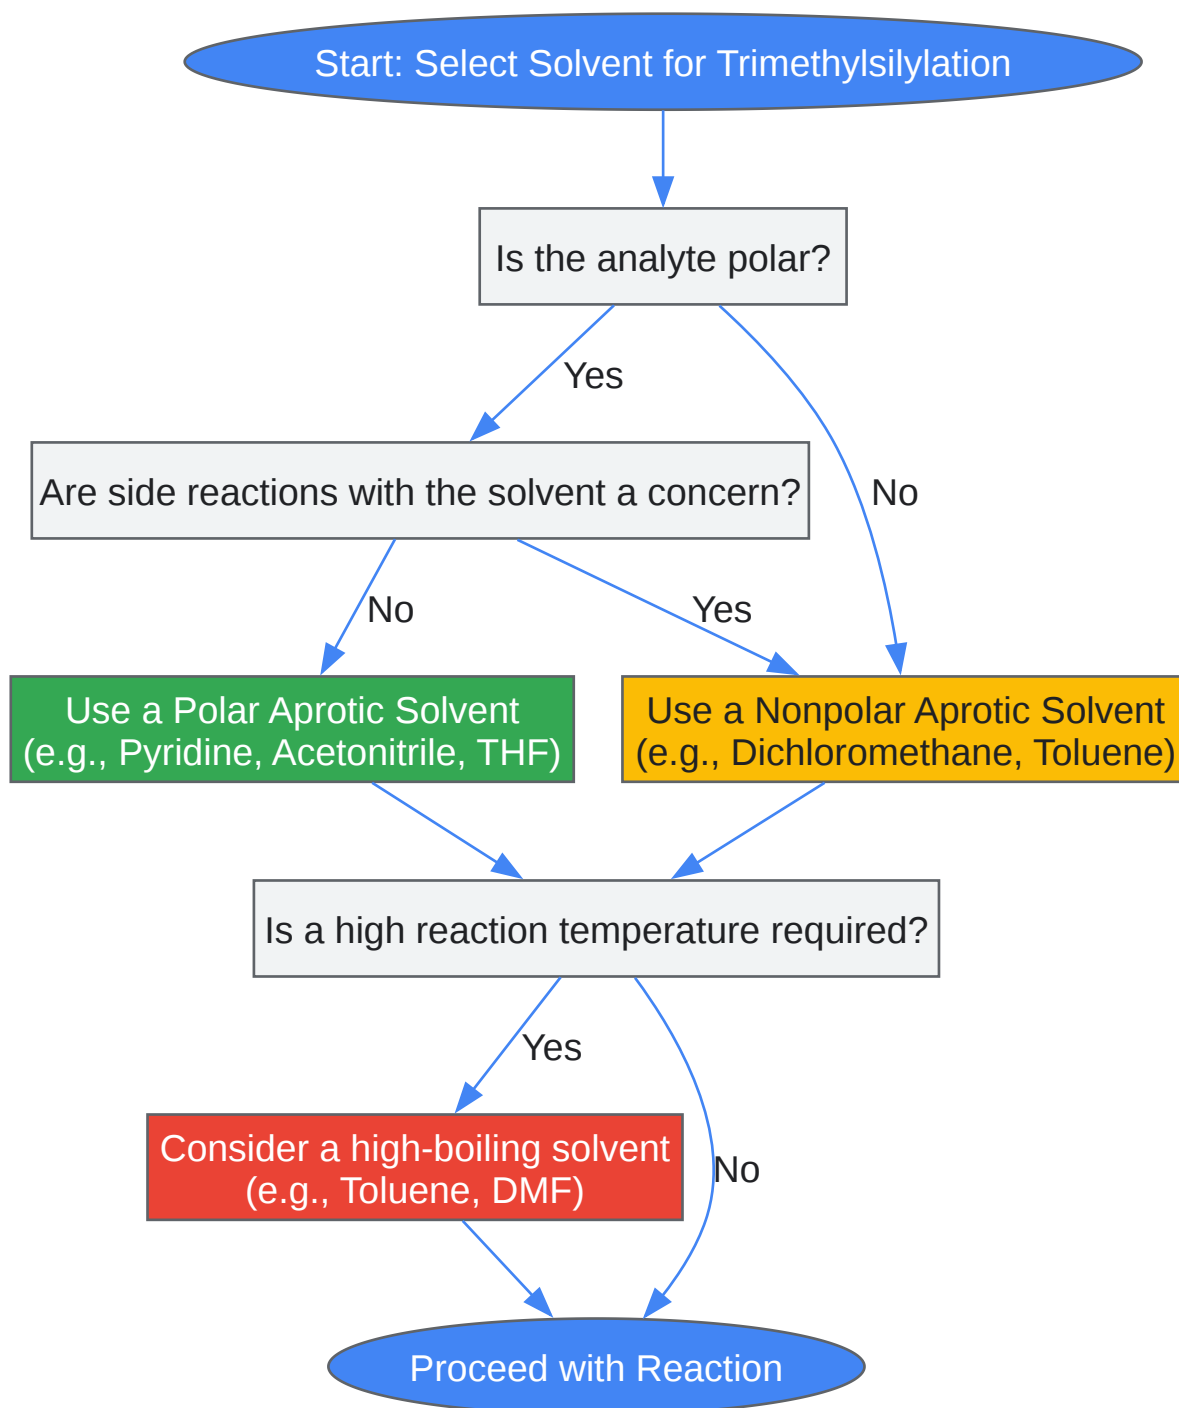 Start: Select Solvent for Trimethylsilylation
Is the analyte polar?
Yes
Are side reactions with the solvent a concern?
No
No
Yes
Use a Polar Aprotic Solvent
(e.g., Pyridine, Acetonitrile, THF)
Use a Nonpolar Aprotic Solvent
(e.g., Dichloromethane, Toluene)
Is a high reaction temperature required?
Yes
Consider a high-boiling solvent
(e.g., Toluene, DMF)
No
Proceed with Reaction